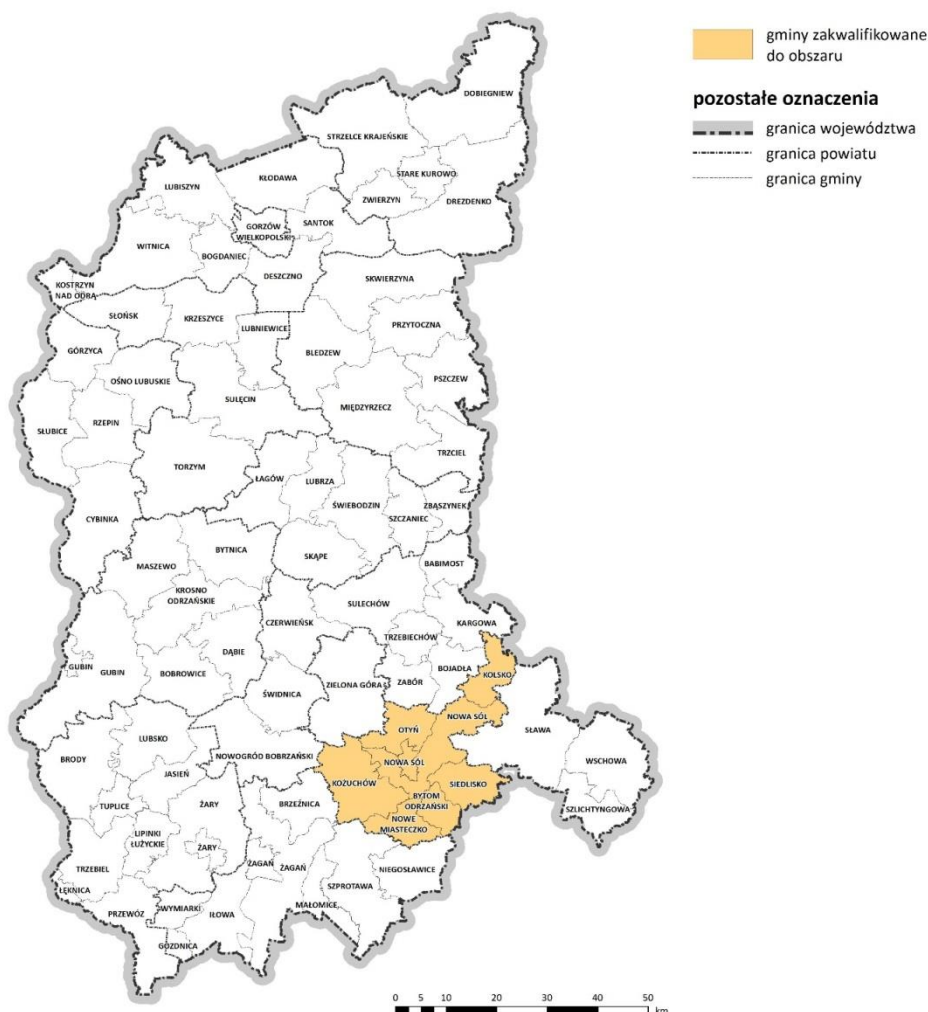 gminy zakwalifikowane
do obszaru
pozostałe oznaczenia
granica województwa
granica powiatu
granica gminy
DOBIEGNIEW
STRZELCE KRAJEŃSKIE
STARE KUROWO
KŁODAWA
LUBISZYN
ZWIERZYN
DREZDENKO
SANTOK
GORZÓW
WIELKOPOLSKI
WITNICA
BOGDANIEC
DESZCZNO
SKWIERZYNA
KOSTRZYN
NAD ODRĄ
SŁOŃSK
KRZESZYCE
LUBNIEWICE
PRZYTOCZNA
GÓRZYCA
BLEDZEW
OŚNO LUBUSKIE
PSZCZEW
SULĘCIN
MIĘDZYRZECZ
RZEPIN
SŁUBICE
TRZCIEL
TORZYM
ŁAGÓW
LUBRZA
ŚWIEBODZIN
ZBĄSZYNEK
SZCZANIEC
CYBINKA
BYTNICA
SKĄPE
MASZEWO
BABIMOST
KROSNO
ODRZAŃSKIE
SULECHÓW
CZERWIEŃSK
KARGOWA
TRZEBIECHÓW
DĄBIE
GUBIN
GUBIN
BOBROWICE
BOJADŁA
KOLSKO
ZABÓR
ZIELONA GÓRA
ŚWIDNICA
NOWA SÓL
OTYŃ
SŁAWA
LUBSKO
NOWOGRÓD BOBRZAŃSKI
BRODY
NOWA SÓL
WSCHOWA
JASIEŃ
KOŻUCHÓW
SIEDLISKO
BYTOM
ODRZAŃSKI
TUPLICE
ŻARY
BRZEŹNICA
SZLICHTYNGOWA
NOWE
MIASTECZKO
LIPINKI
ŁUŻYCKIE
ŻARY
TRZEBIEL
ŻAGAŃ
ŻAGAŃ
NIEGOSŁAWICE
ŁĘKNICA
SZPROTAWA
MAŁOMICE
PRZEWÓZ
WYMIARKI
IŁOWA
GOZDNICA
0 5 10 20 30 40 50
km